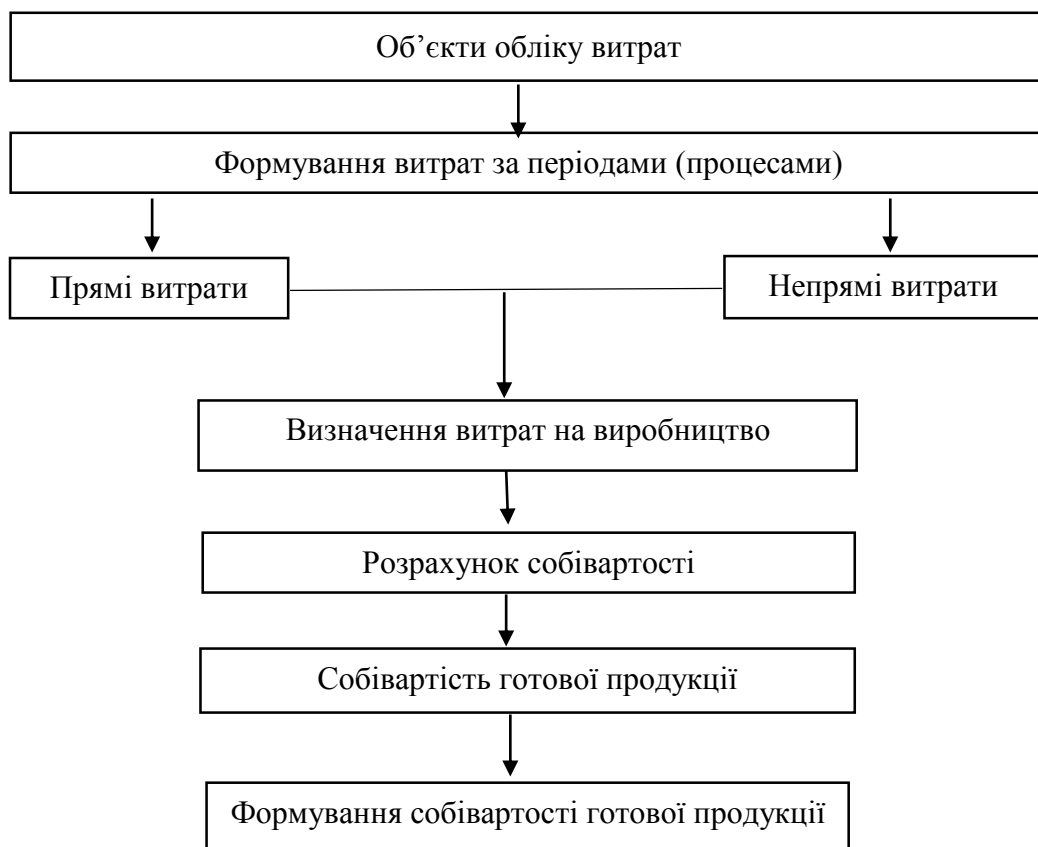 Об’єкти обліку витрат
Формування витрат за періодами (процесами)
Прямі витрати
Непрямі витрати
Визначення витрат на виробництво
Розрахунок собівартості
Собівартість готової продукції
Формування собівартості готової продукції